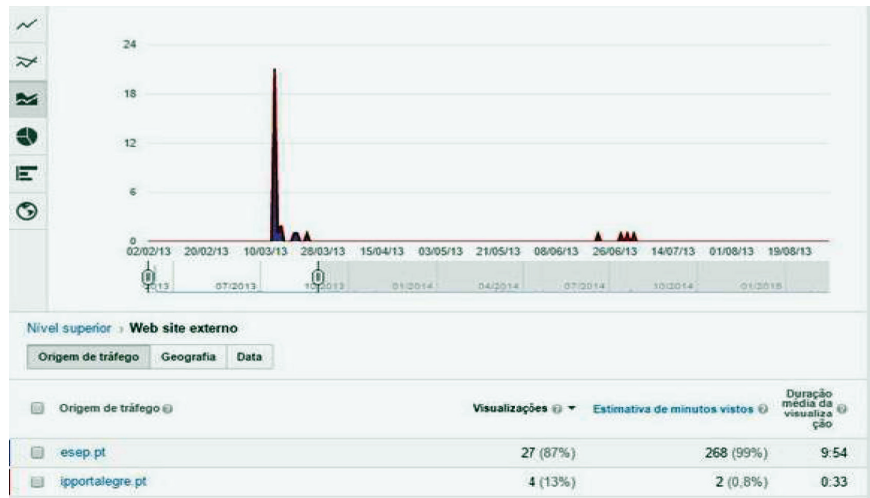 24
18
12
6
0
02/02/13 20/02/13 10/03/13 28/03/13 15/04/13 03/05/13 21/05/13 08/06/13 26/06/13 14/07/13 01/08/13 19/08/13
07/2013 01/2014 04/2014 07/2014 10/2014 01/2015
Nível superior › Web site externo
Origem de tráfego Geografia Data
Origem de tráfego Visualizações Estimativa de minutos vistos Duração
média da
visualiza
ção
esep.pt 27 (87%) 268 (99%) 9:54
ipportalegre.pt 4 (13%) 2 (0,8%) 0:33